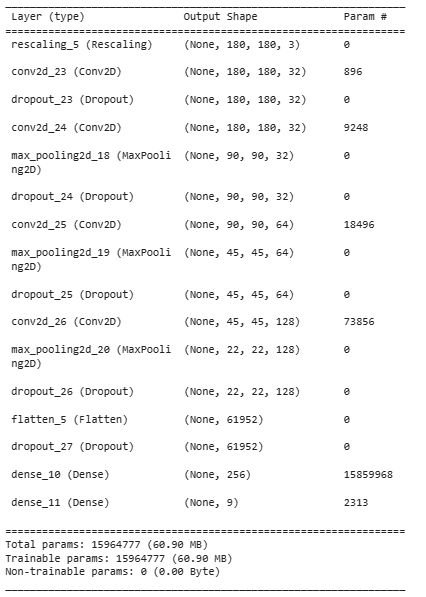 Layer (type) Output Shape Param #
rescaling_5 (Rescaling) (None, 180, 180, 3) 0
conv2d_23 (Conv2D) (None, 180, 180, 32) 896
dropout_23 (Dropout) (None, 180, 180, 32) 0
conv2d_24 (Conv2D) (None, 180, 180, 32) 9248
max_pooling2d_18 (MaxPooli (None, 90, 90, 32) 0
ng2D)
dropout_24 (Dropout) (None, 90, 90, 32) 0
conv2d_25 (Conv2D) (None, 90, 90, 64) 18496
max_pooling2d_19 (MaxPooli (None, 45, 45, 64) 0
ng2D)
dropout_25 (Dropout) (None, 45, 45, 64) 0
conv2d_26 (Conv2D) (None, 45, 45, 128) 73856
max_pooling2d_20 (MaxPooli (None, 22, 22, 128) 0
ng2D)
dropout_26 (Dropout) (None, 22, 22, 128) 0
flatten_5 (Flatten) (None, 61952) 0
dropout_27 (Dropout) (None, 61952) 0
dense_10 (Dense) (None, 256) 15859968
dense_11 (Dense) (None, 9) 2313
Total params: 15964777 (60.90 MB)
Trainable params: 15964777 (60.90 MB)
Non-trainable params: 0 (0.00 Byte)